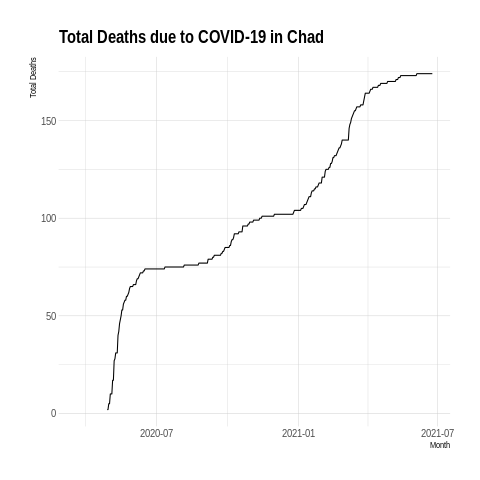 Total Deaths due to COVID-19 in Chad
Total Deaths
150
100
50
0
2020-07
2021-01
2021-07
Month